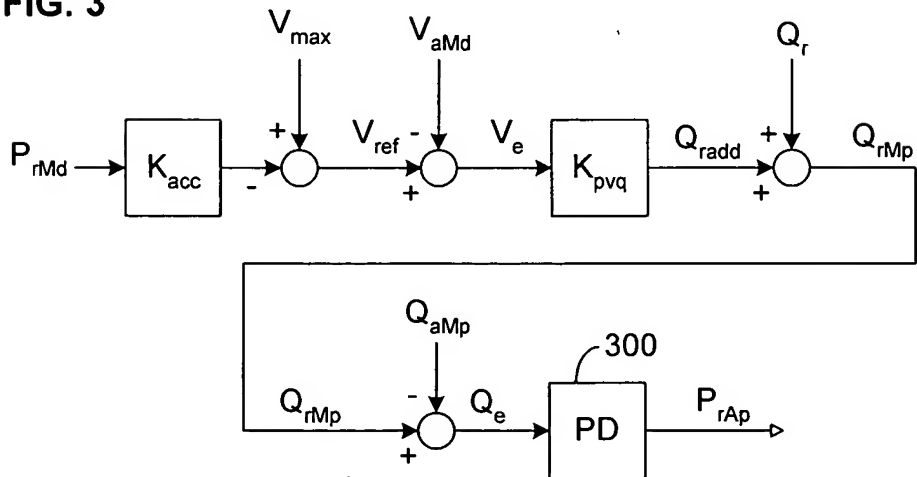 FIG. 3
V_max
V_aMd
Q_r
+
-
+
P_rMd
K_acc
-
V_ref
+
V_e
K_pvq
Q_radd
+
Q_rMp
Q_aMp
300
-
Q_rMp
+
Q_e
PD
P_rAp